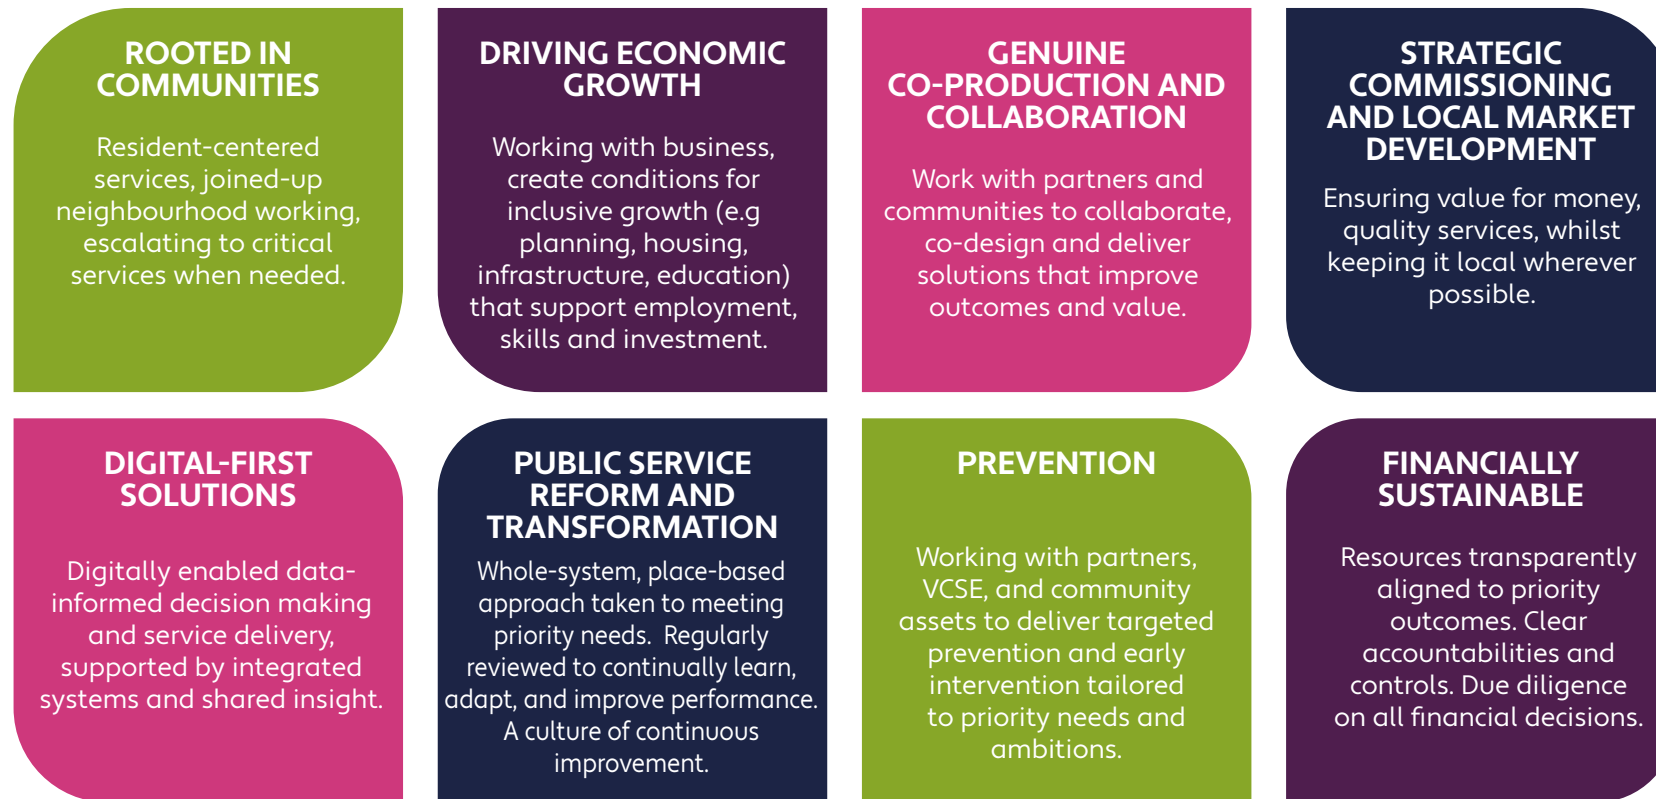 ROOTED IN
COMMUNITIES
Resident-centered
services, joined-up
neighbourhood working,
escalating to critical
services when needed.
DRIVING ECONOMIC
GROWTH
Working with business,
create conditions for
inclusive growth (e.g
planning, housing,
infrastructure, education)
that support employment,
skills and investment.
GENUINE
CO-PRODUCTION AND
COLLABORATION
Work with partners and
communities to collaborate,
co-design and deliver
solutions that improve
outcomes and value.
STRATEGIC
COMMISSIONING
AND LOCAL MARKET
DEVELOPMENT
Ensuring value for money,
quality services, whilst
keeping it local wherever
possible.
DIGITAL-FIRST
SOLUTIONS
Digitally enabled data-
informed decision making
and service delivery,
supported by integrated
systems and shared insight.
PUBLIC SERVICE
REFORM AND
TRANSFORMATION
Whole-system, place-based
approach taken to meeting
priority needs. Regularly
reviewed to continually learn,
adapt, and improve performance.
A culture of continuous
improvement.
PREVENTION
Working with partners,
VCSE, and community
assets to deliver targeted
prevention and early
intervention tailored
to priority needs and
ambitions.
FINANCIALLY
SUSTAINABLE
Resources transparently
aligned to priority
outcomes. Clear
accountabilities and
controls. Due diligence
on all financial decisions.